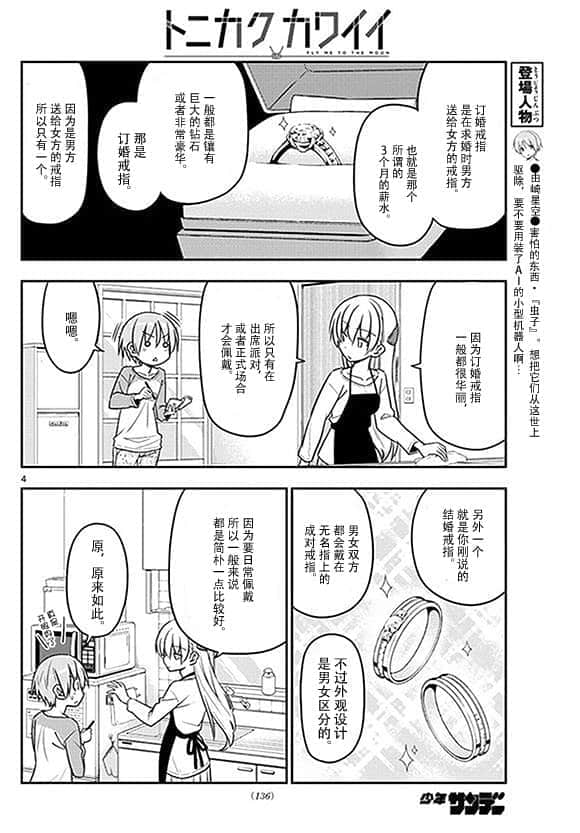 トニカクカワイイ
FLY ME TO THE MOON
登場人物
とうじょうじんぶつ
●由崎星空●害怕的东西・『虫子』。想把它们从这世上
驱除，要不要用装了AI的小型机器人啊…
订婚戒指
是在求婚时男方
送给女方的戒指。
也就是那个
所谓的
3个月的薪水。
一般都是镶有
巨大的钻石
或者非常豪华。
那是
订婚戒指。
因为是男方
送给女方的戒指
所以只有一个。
因为订婚戒指
一般都很华丽，
所以只有在
出席派对，
或者正式场合
才会佩戴。
嗯嗯。
4
另外一个
就是你刚说的
结婚戒指。
男女双方
都会戴在
无名指上的
成对戒指。
不过外观设计
是男女区分的。
因为要日常佩戴
所以一般来说
都是简朴一点比较好。
原，原来如此。
(136)
少年サンデー